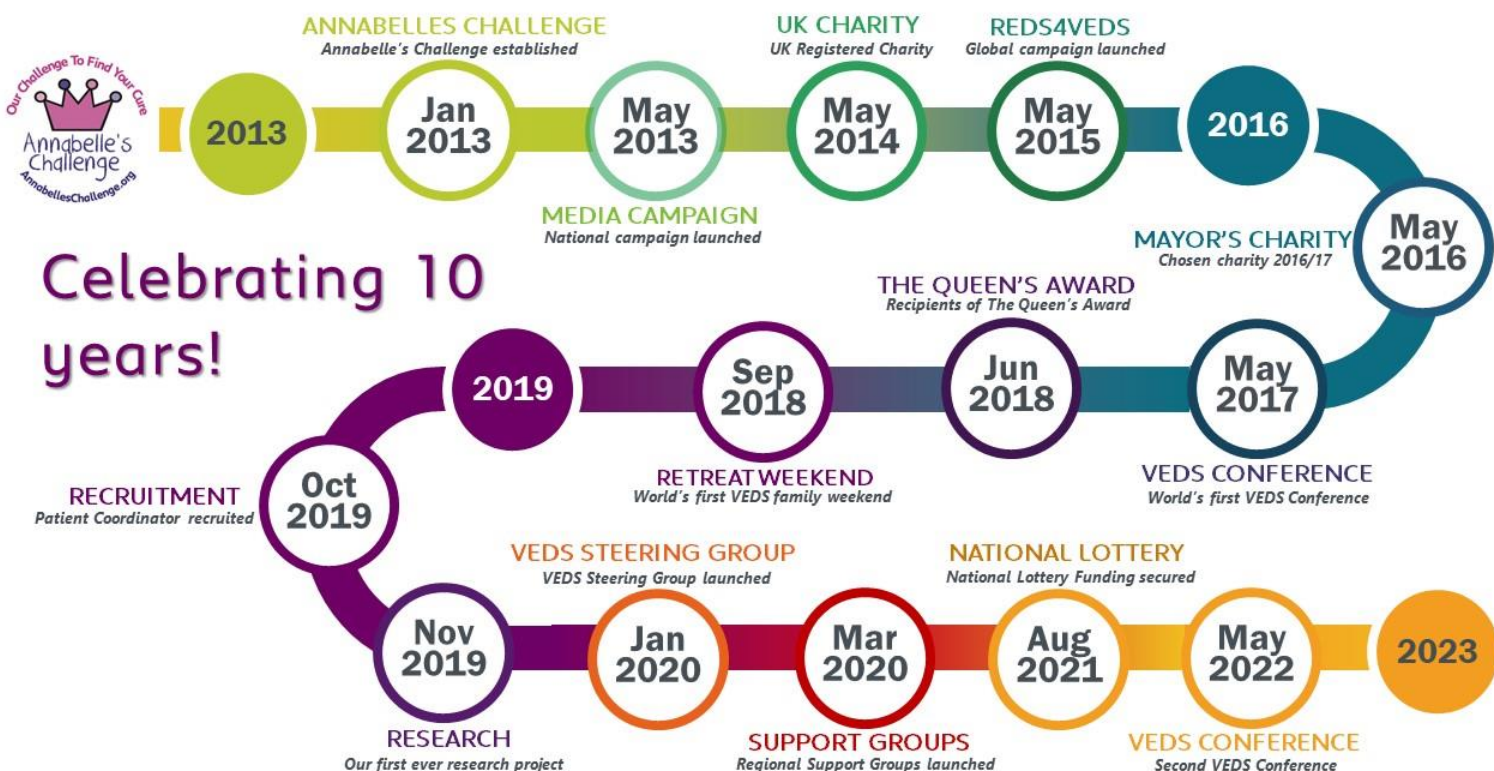 Our Challenge To Find Your Cure
Annabelle's
Challenge
AnnabellesChallenge.org
2013
ANNABELLES CHALLENGE
Annabelle's Challenge established
Jan
2013
May
2013
MEDIA CAMPAIGN
National campaign launched
UK CHARITY
UK Registered Charity
May
2014
REDS4VEDS
Global campaign launched
May
2015
2016
MAYOR'S CHARITY
Chosen charity 2016/17
May
2016
Celebrating 10
years!
May
2017
VEDS CONFERENCE
World's first VEDS Conference
THE QUEEN'S AWARD
Recipients of The Queen's Award
Jun
2018
Sep
2018
RETREAT WEEKEND
World's first VEDS family weekend
2019
RECRUITMENT
Patient Coordinator recruited
Oct
2019
Nov
2019
RESEARCH
Our first ever research project
VEDS STEERING GROUP
VEDS Steering Group launched
Jan
2020
Mar
2020
SUPPORT GROUPS
Regional Support Groups launched
NATIONAL LOTTERY
National Lottery Funding secured
Aug
2021
May
2022
VEDS CONFERENCE
Second VEDS Conference
2023